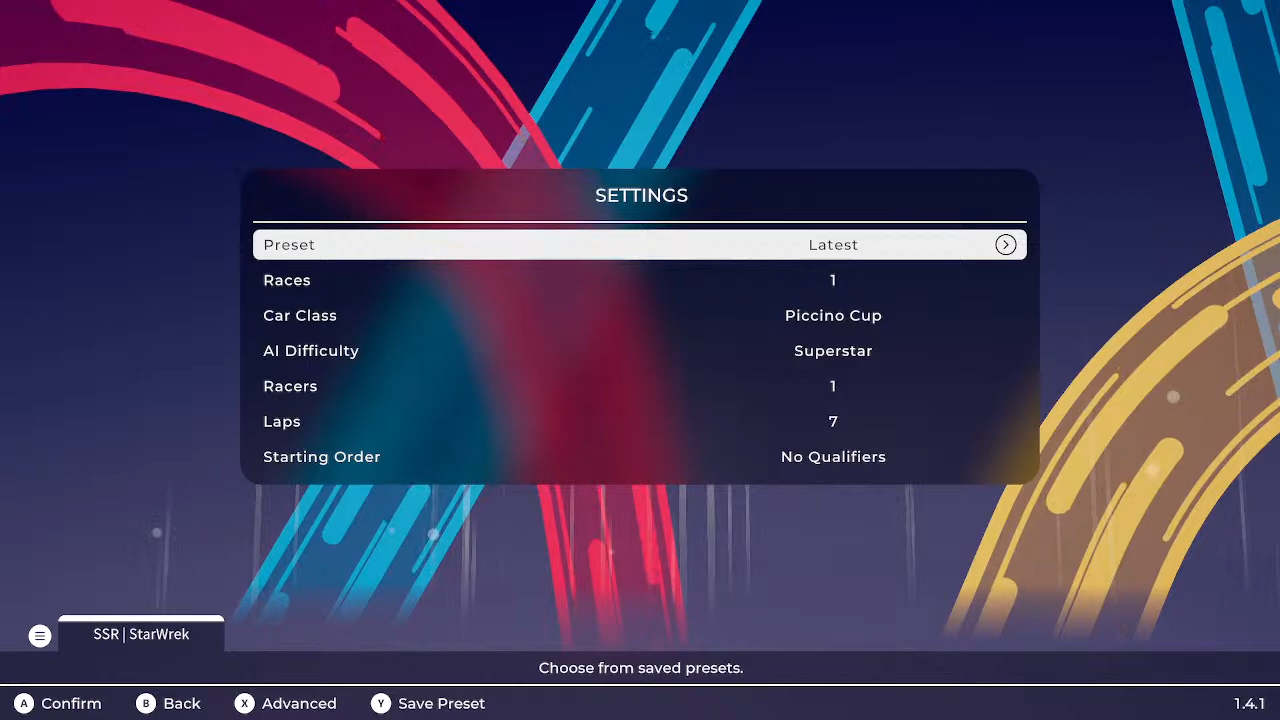 SETTINGS
Preset Latest
Races 1
Car Class Piccino Cup
AI Difficulty Superstar
Racers 1
Laps 7
Starting Order No Qualifiers
SSR | StarWrek
Choose from saved presets.
A Confirm B Back X Advanced Y Save Preset 1.4.1